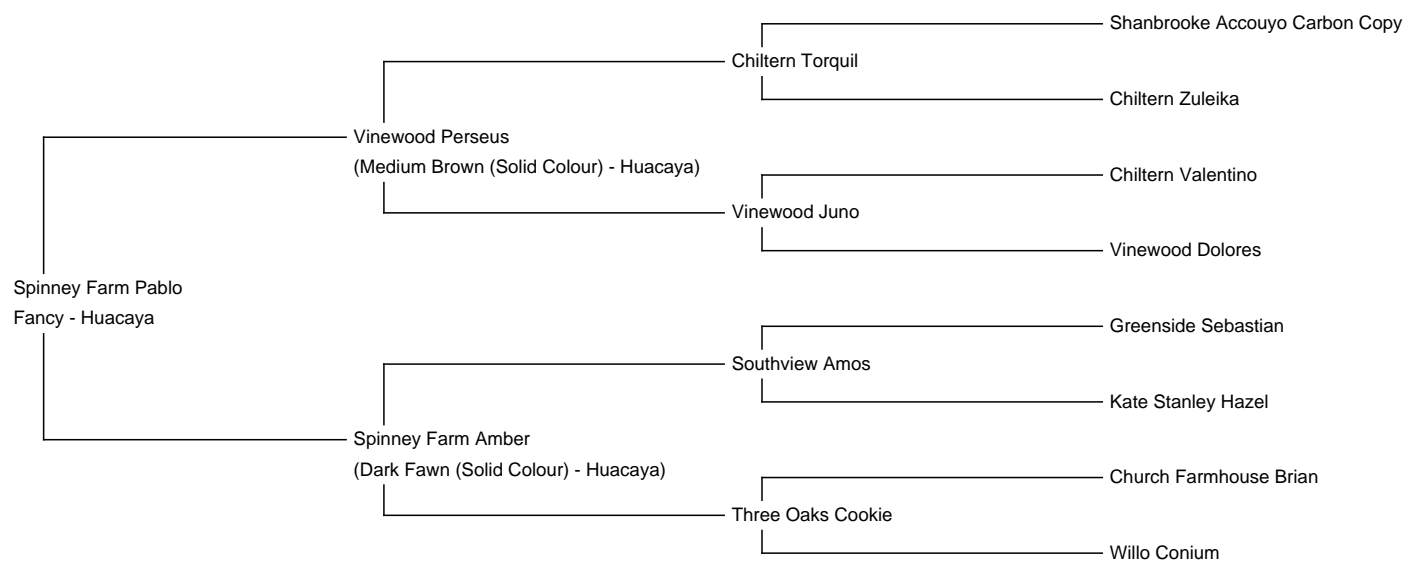 Shanbrooke Accouyo Carbon Copy
Chiltern Torquil
Chiltern Zuleika
Vinewood Perseus
(Medium Brown (Solid Colour) - Huacaya)
Chiltern Valentino
Vinewood Juno
Vinewood Dolores
Spinney Farm Pablo
Fancy - Huacaya
Greenside Sebastian
Southview Amos
Kate Stanley Hazel
Spinney Farm Amber
(Dark Fawn (Solid Colour) - Huacaya)
Church Farmhouse Brian
Three Oaks Cookie
Willo Conium